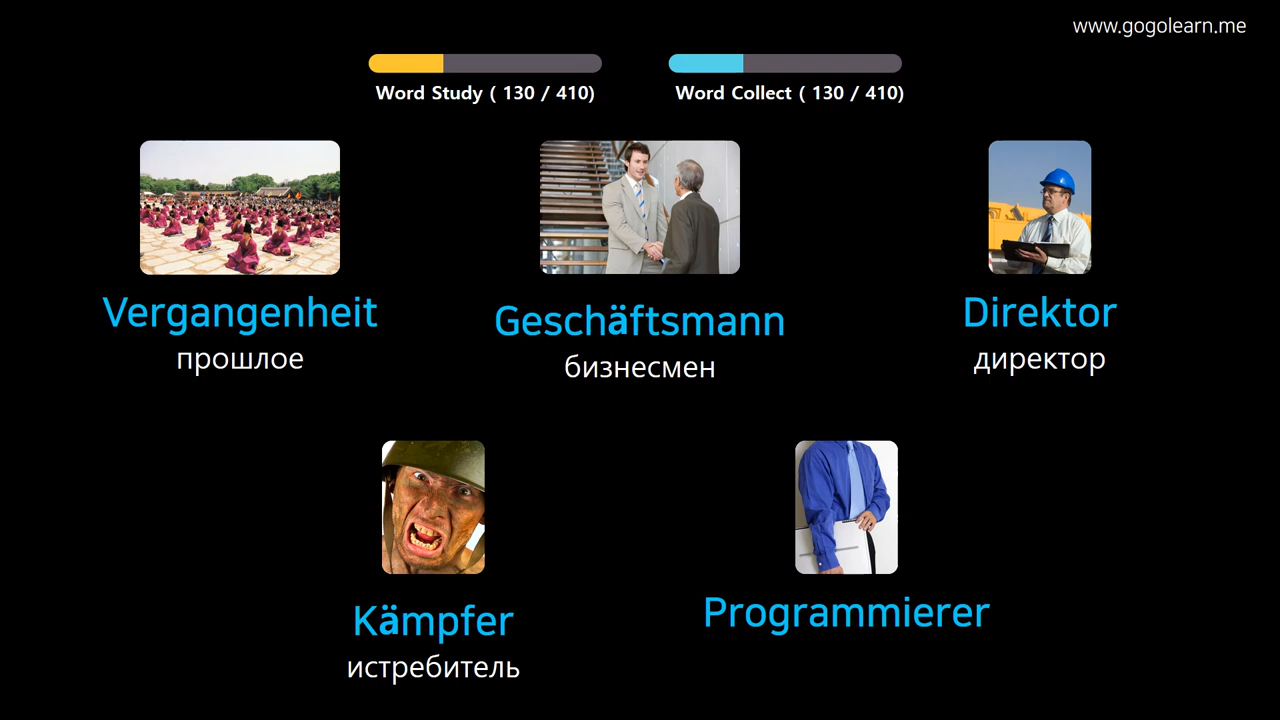 www.gogolearn.me
Word Study ( 130 / 410)
Word Collect ( 130 / 410)
Vergangenheit
прошлое
Geschäftsmann
бизнесмен
Direktor
директор
Kämpfer
истребитель
Programmierer